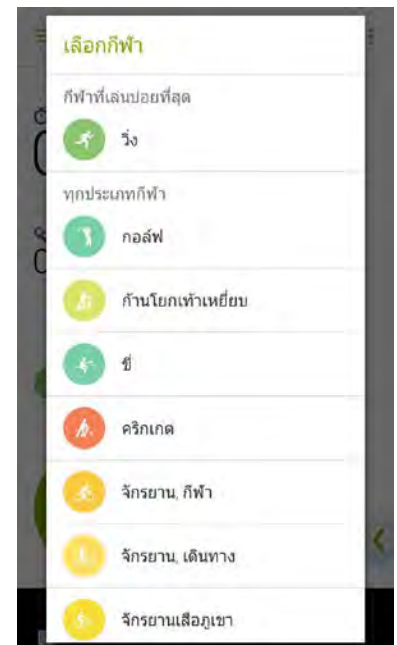 เลือกกีฬา
กีฬาที่เล่นบ่อยที่สุด
วิ่ง
ทุกประเภทกีฬา
กอล์ฟ
ก้านโยกเท้าเหยียบ
ขี่
คริกเกต
จักรยาน, กีฬา
จักรยาน, เดินทาง
จักรยานเสือภูเขา